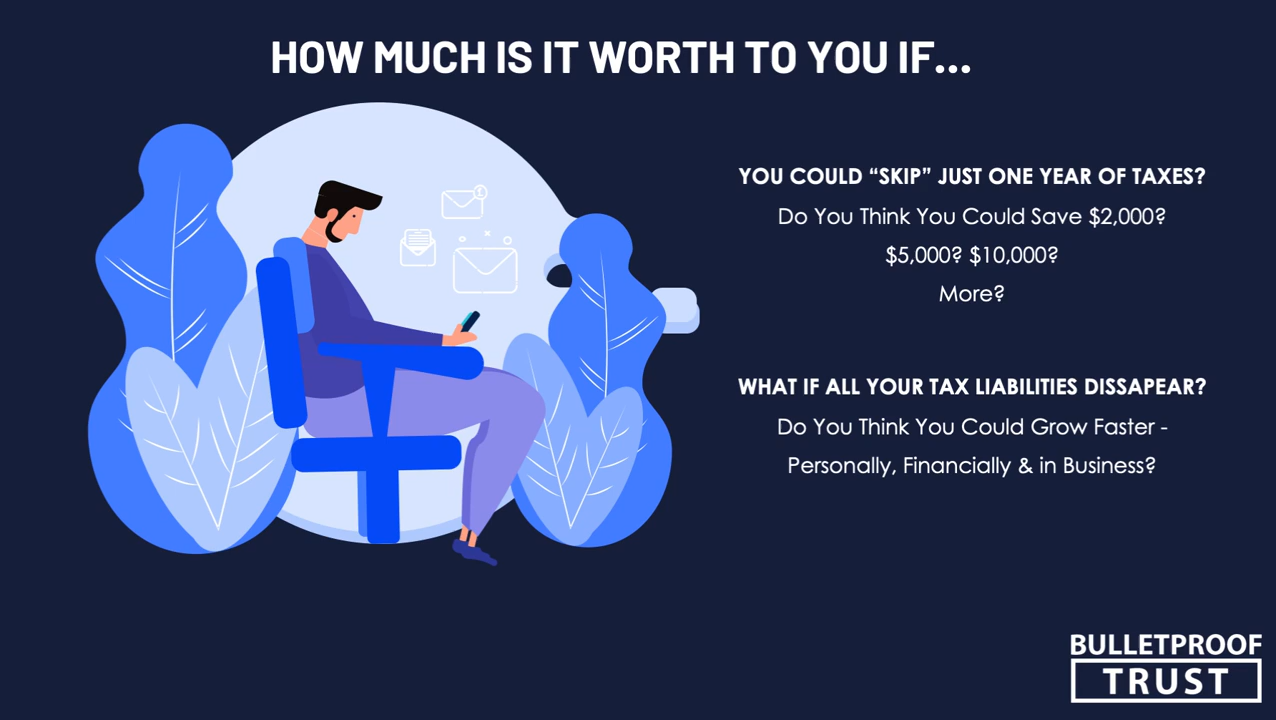 HOW MUCH IS IT WORTH TO YOU IF...
YOU COULD “SKIP” JUST ONE YEAR OF TAXES?
Do You Think You Could Save $2,000?
$5,000? $10,000?
More?
WHAT IF ALL YOUR TAX LIABILITIES DISSAPEAR?
Do You Think You Could Grow Faster -
Personally, Financially & in Business?
BULLETPROOF
TRUST